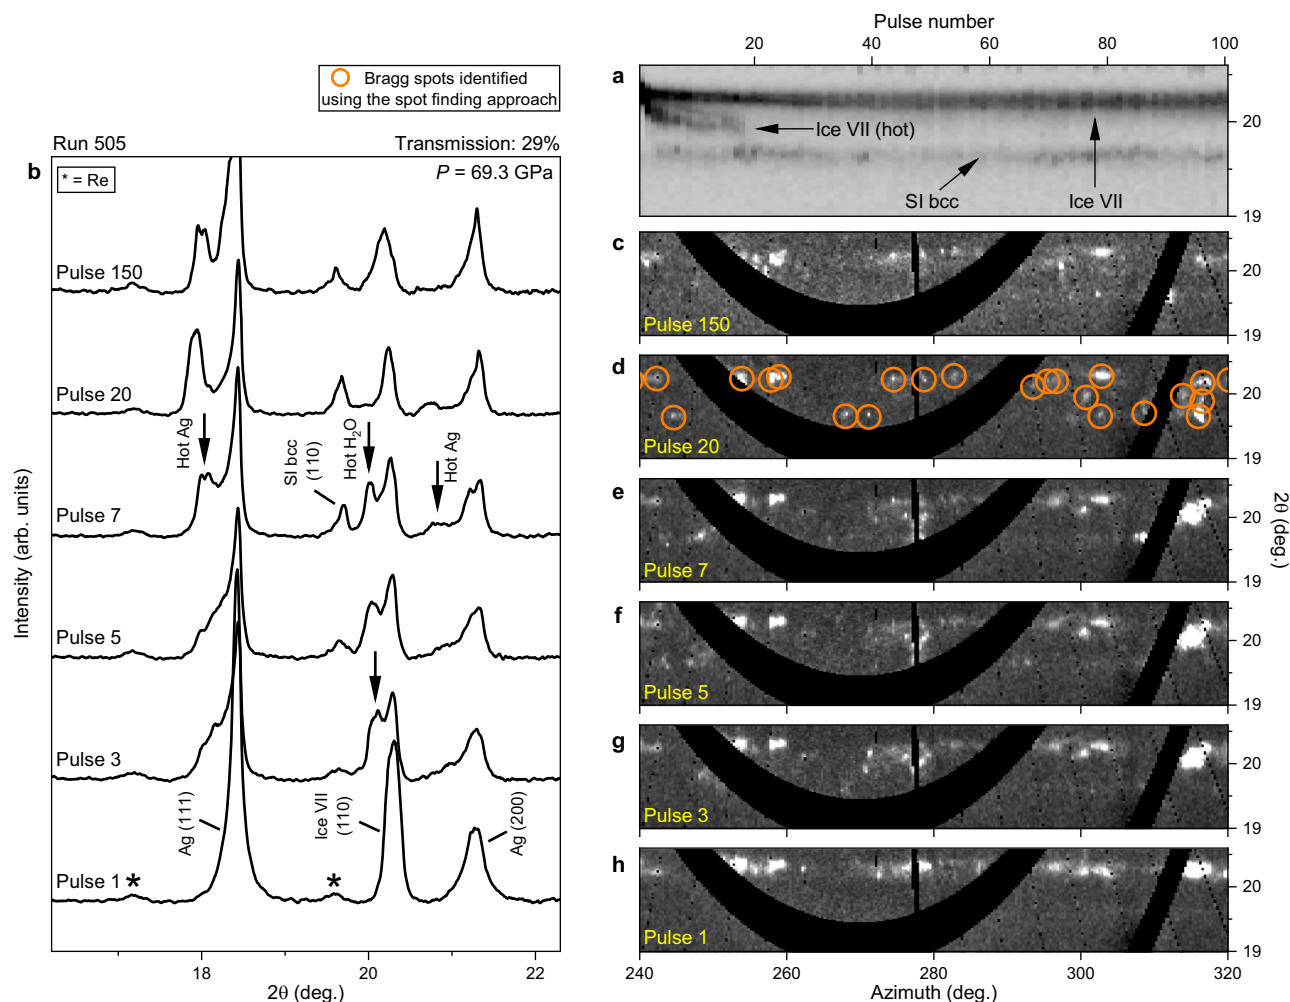 Bragg spots identified
using the spot finding approach
Run 505
Transmission: 29%
b
* = Re
P = 69.3 GPa
Pulse 150
Pulse 20
Hot Ag
SI bcc
(110)
Hot H2O
Hot Ag
Pulse 7
Pulse 5
Pulse 3
Ag (111)
Ice VII
(110)
Ag (200)
Pulse 1
*
*
18
20
22
2θ (deg.)
Intensity (arb. units)
Pulse number
20
40
60
80
100
a
Ice VII (hot)
SI bcc
Ice VII
20
19
c
Pulse 150
20
19
d
Pulse 20
20
19
e
Pulse 7
20
19
f
Pulse 5
20
19
g
Pulse 3
20
19
h
Pulse 1
20
19
2θ (deg.)
240
260
280
300
320
Azimuth (deg.)